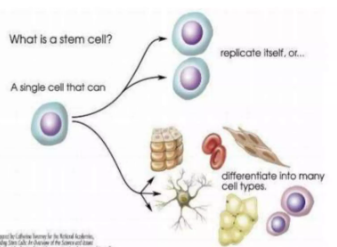 What is a stem cell?
replicate itself, or...
A single cell that can
differentiate into many
cell types.